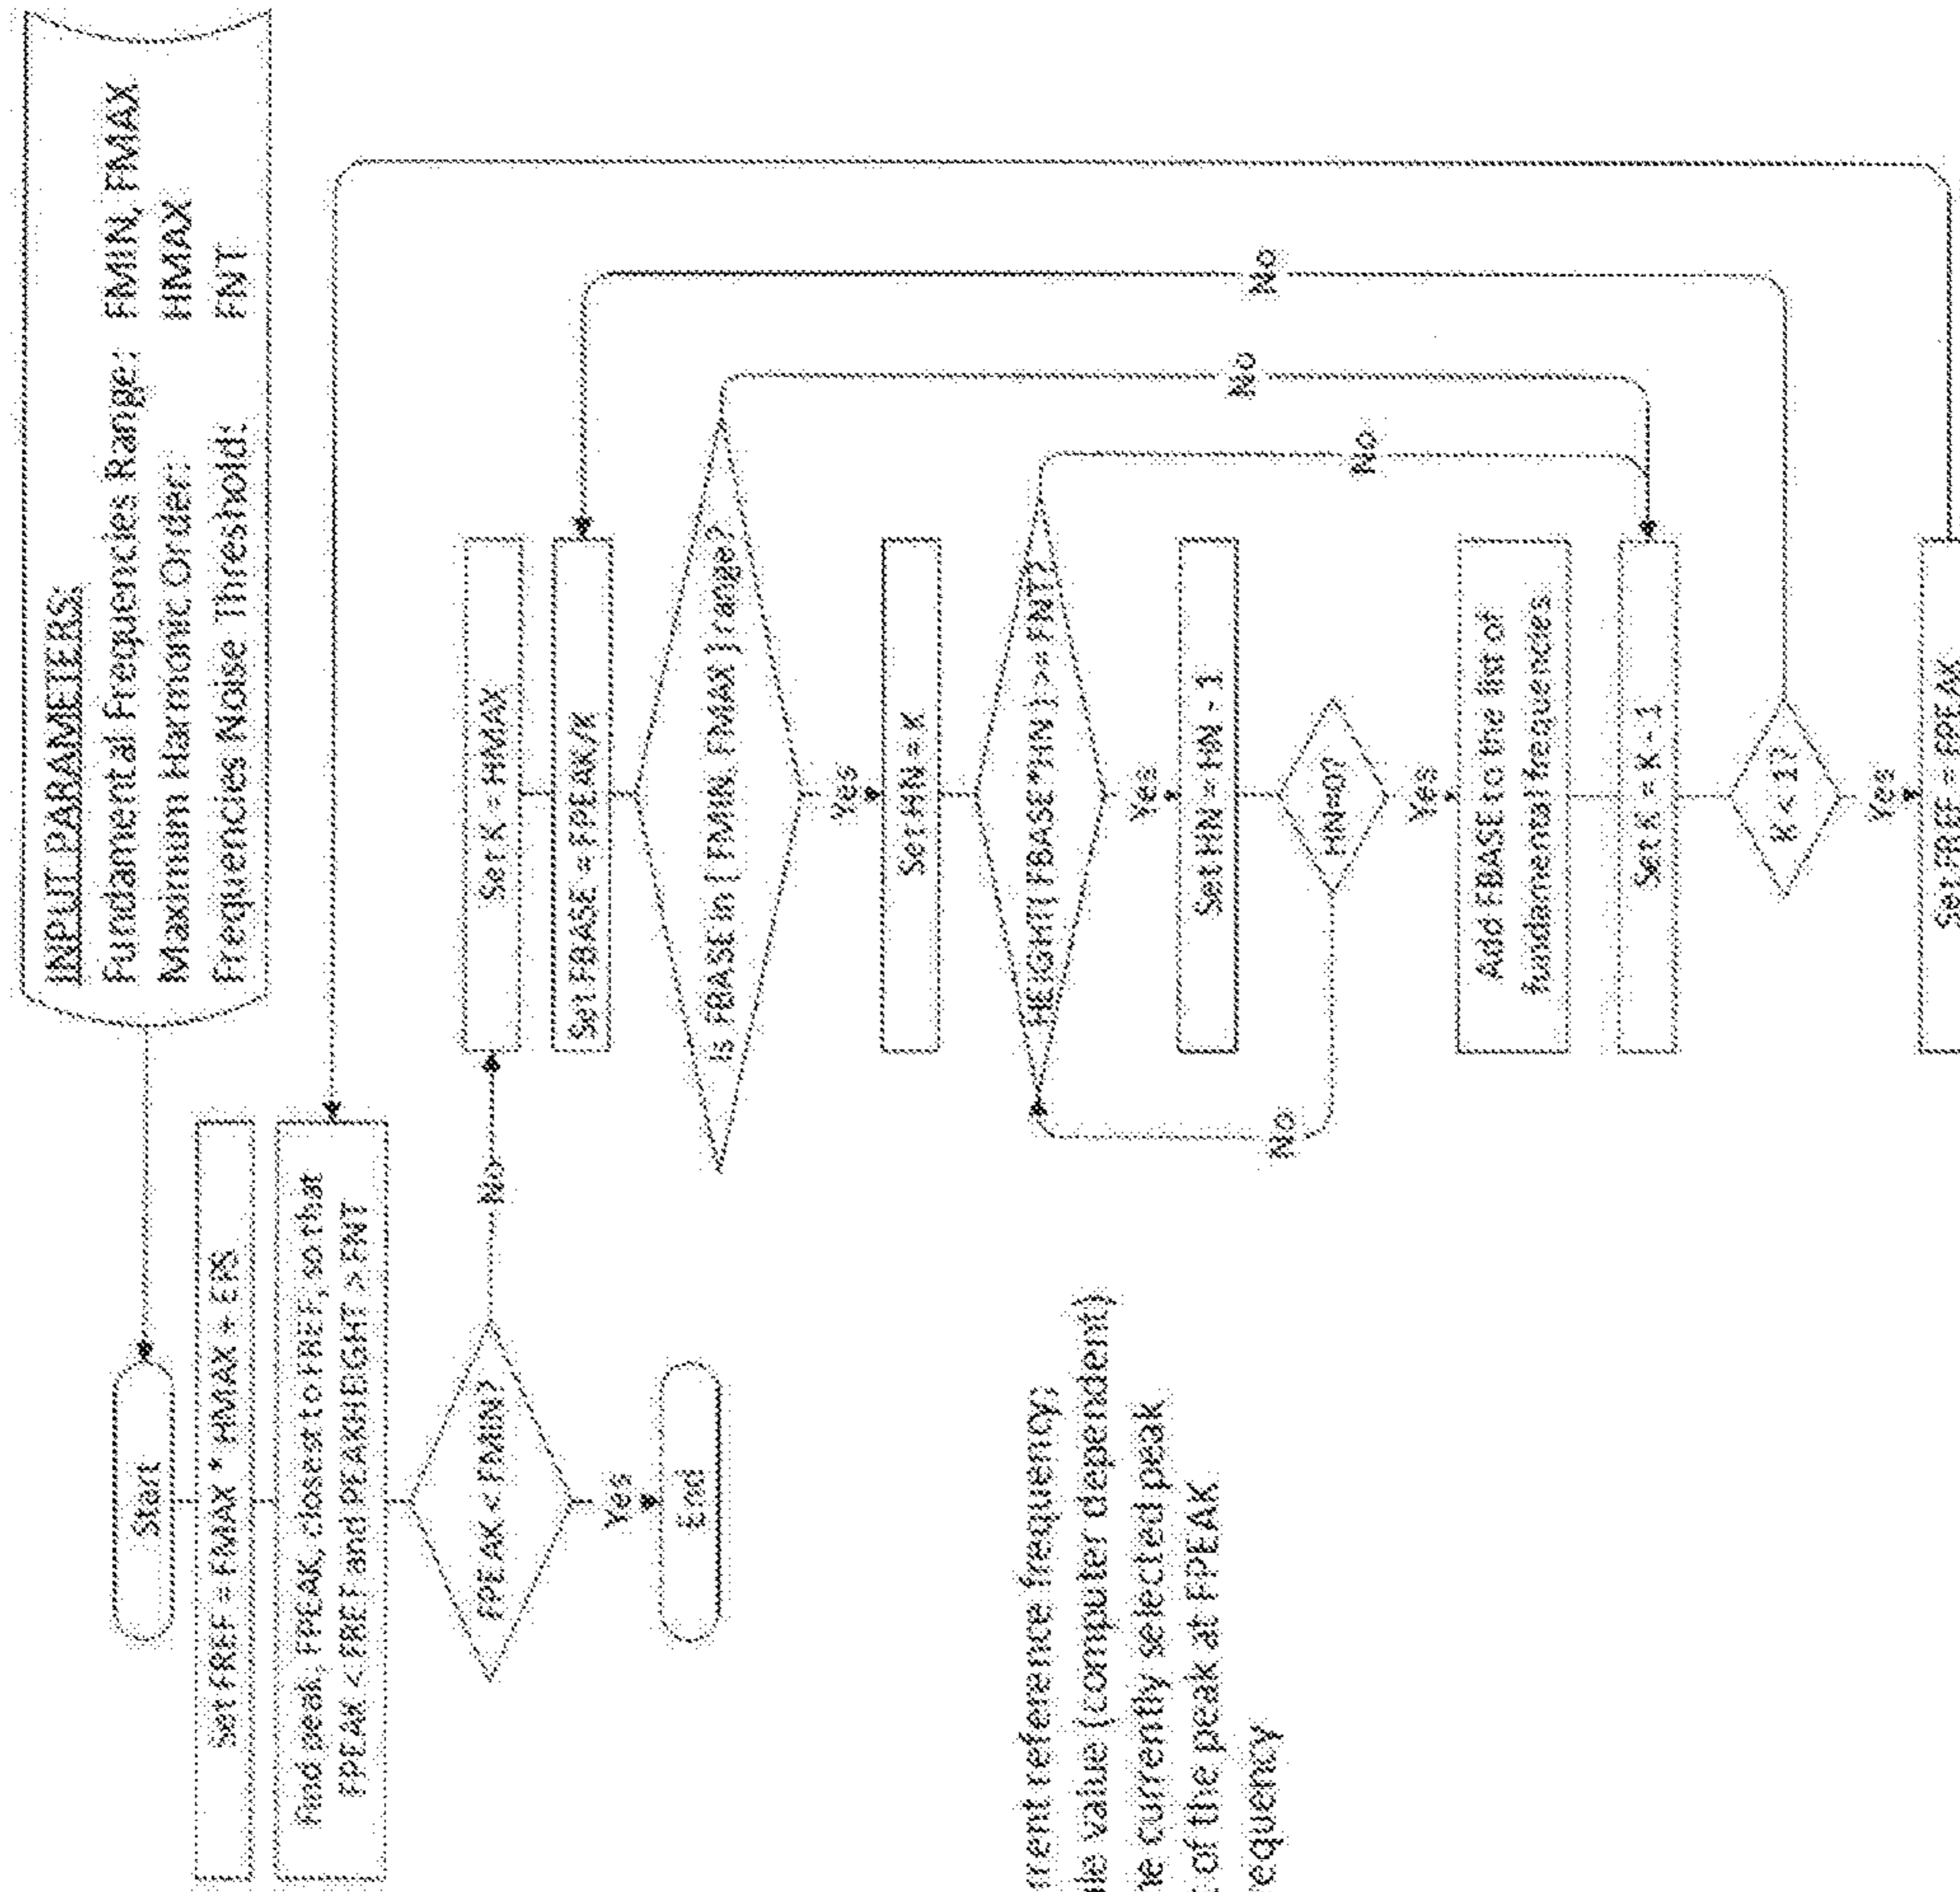 INPUT PARAMETERS:
Fundamental Frequencies Range: FMIN, FMAX
Maximum Harmonic Order: HMAX
Frequencies Noise Threshold: FNT
Start
Set FREF = FMAX * HMAX + EPS
Find peak, FPEAK, closest to FREF, so that
FPEAK < FREF and PEAKHEIGHT > FNT
FPEAK < FMIN?
No
Yes
End
Set K = HMAX
Set FBASE = FPEAK/K
Is FBASE in [ FMIN, FMAX ] range?
No
Yes
Set HN = K
HEIGHT( FBASE*HN ) >= FNT?
No
Yes
Set HN = HN - 1
HN=0?
No
Yes
Add FBASE to the list of
fundamental frequencies
Set K = K - 1
K < 1?
No
Yes
Set FREF = FPEAK
rent reference frequency
value (computer dependent)
currently selected peak
of the peak at FPEAK